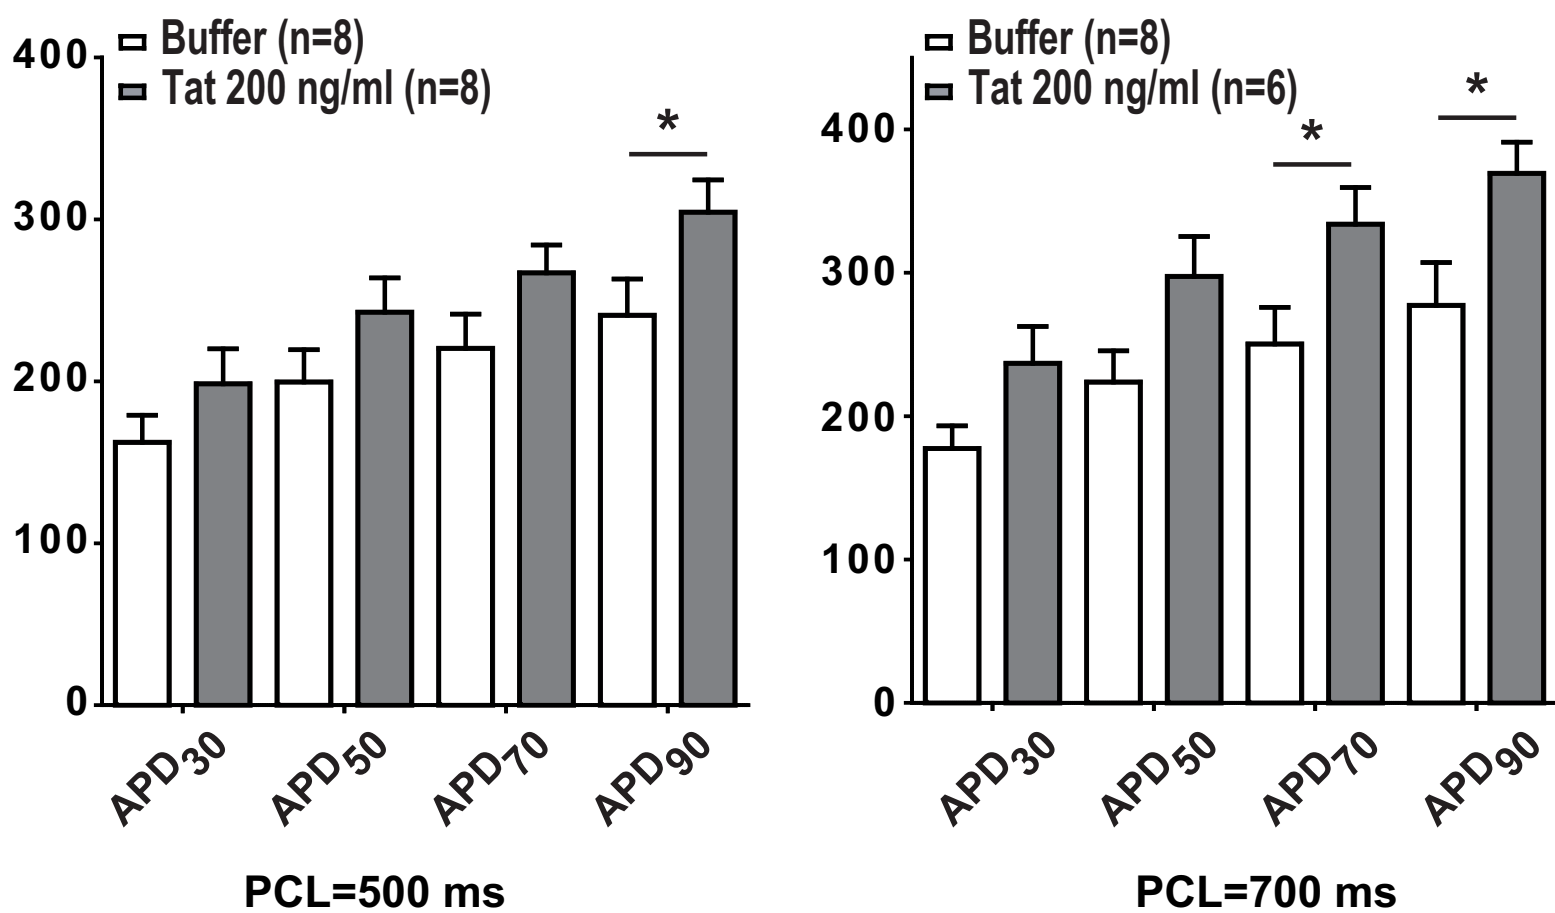 Buffer (n=8)
Tat 200 ng/ml (n=8)
400
300
200
100
0
*
APD30
APD50
APD70
APD90
PCL=500 ms
Buffer (n=8)
Tat 200 ng/ml (n=6)
400
300
200
100
0
*
*
APD30
APD50
APD70
APD90
PCL=700 ms